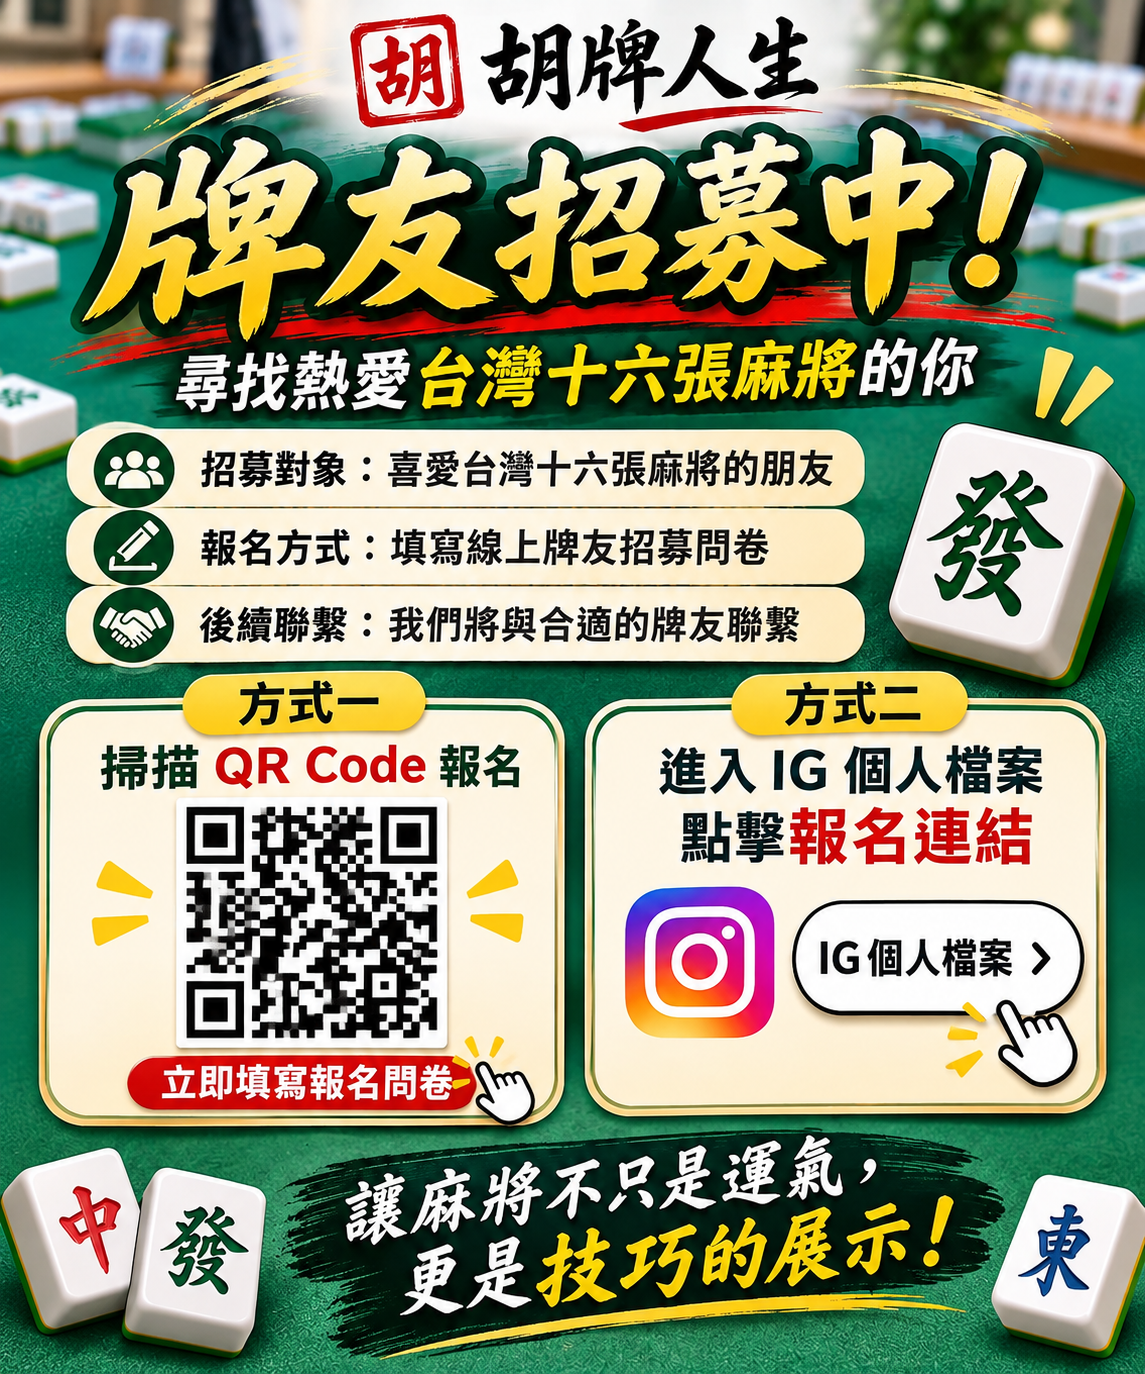 胡 胡牌人生
牌友招募中!
尋找熱愛台灣十六張麻將的你
招募對象：喜愛台灣十六張麻將的朋友
報名方式：填寫線上牌友招募問卷
後續聯繫：我們將與合適的牌友聯繫
發
方式一
掃描 QR Code 報名
立即填寫報名問卷
方式二
進入 IG 個人檔案
點擊報名連結
IG 個人檔案 >
中
發
讓麻將不只是運氣，
更是技巧的展示！
東